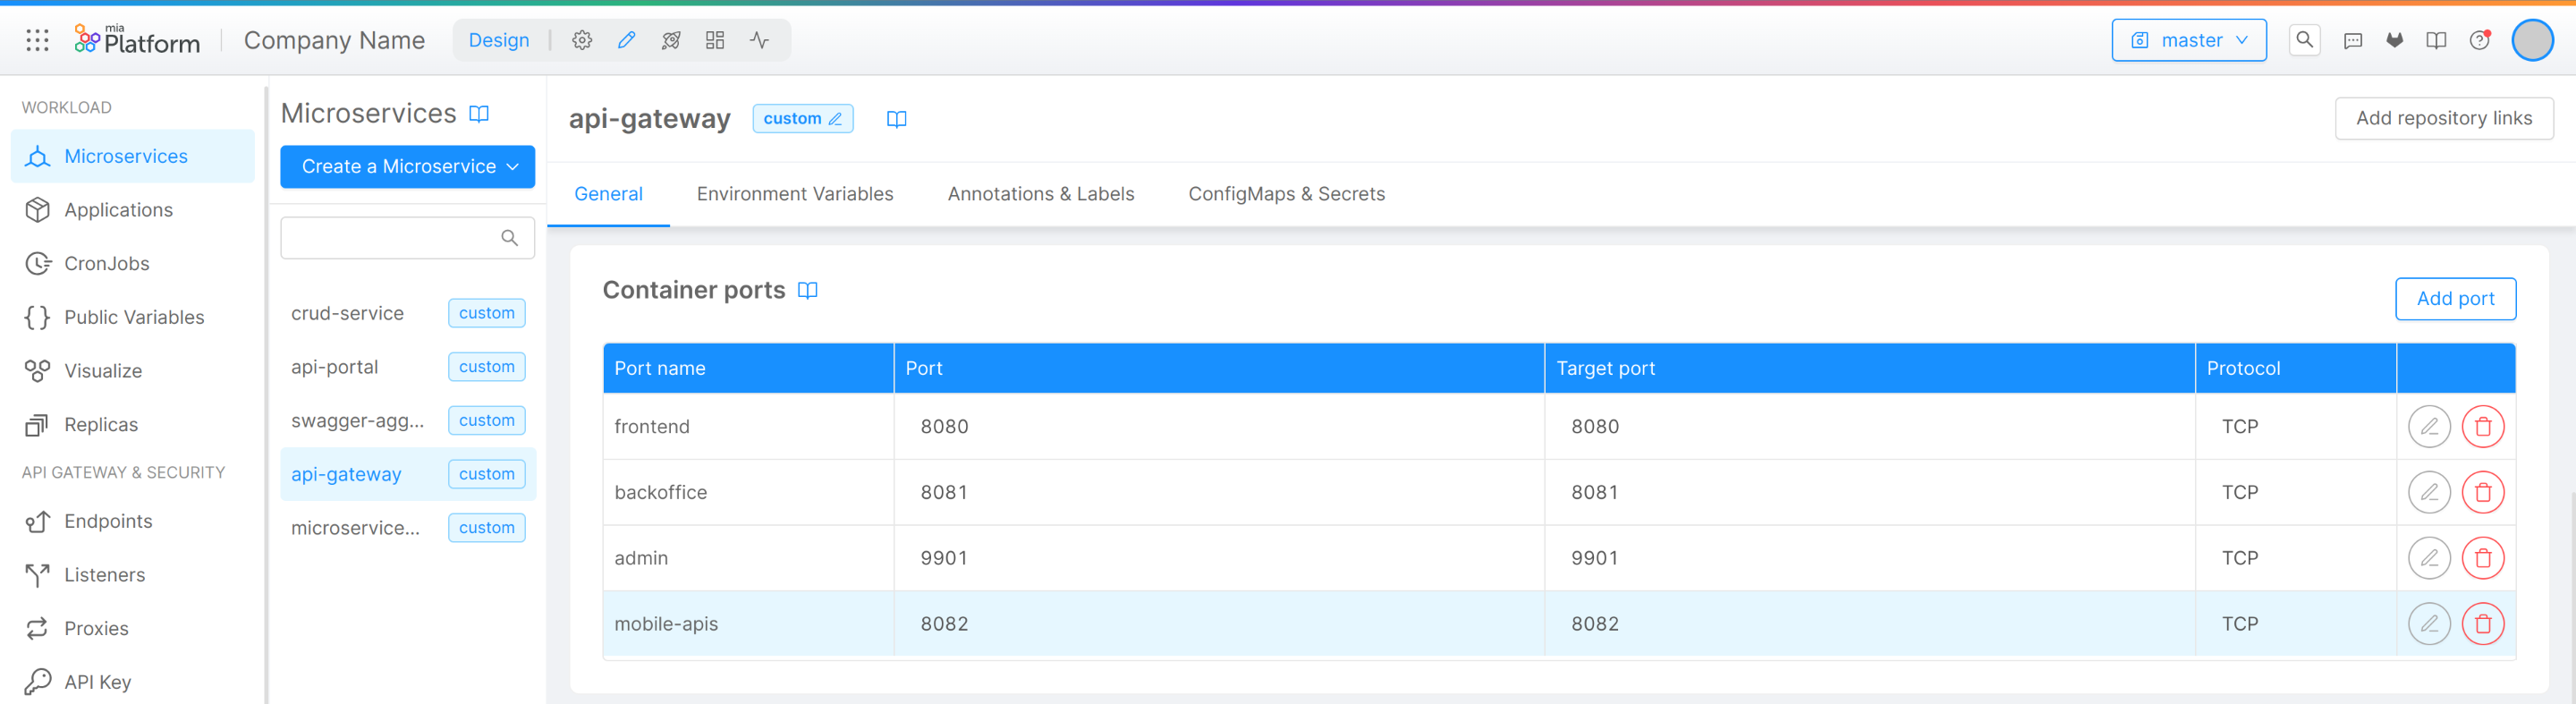 mia
Platform
Company Name
Design
master
WORKLOAD
Microservices
Applications
CronJobs
Public Variables
Visualize
Replicas
API GATEWAY & SECURITY
Endpoints
Listeners
Proxies
API Key
Microservices
Create a Microservice
crud-service custom
api-portal custom
swagger-agg... custom
api-gateway custom
microservice... custom
api-gateway custom
Add repository links
General Environment Variables Annotations & Labels ConfigMaps & Secrets
Container ports
Add port
Port name Port Target port Protocol
frontend 8080 8080 TCP
backoffice 8081 8081 TCP
admin 9901 9901 TCP
mobile-apis 8082 8082 TCP